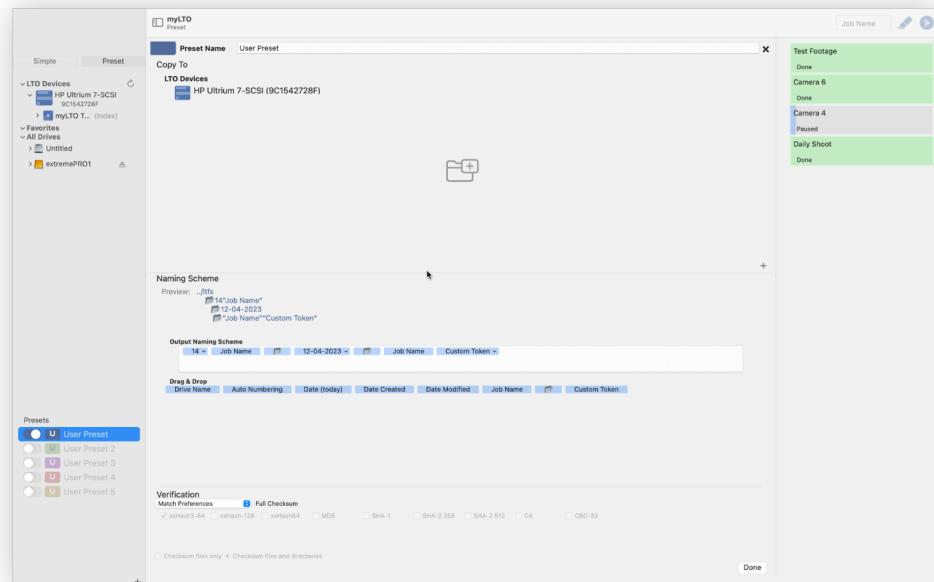 myLTO
Preset
Job Name
Simple
Preset
LTO Devices
HP Ultrium 7-SCSI
9C1542728F
myLTO T... (Index)
Favorites
All Drives
Untitled
extremePRO1
Presets
U User Preset
U User Preset 2
U User Preset 3
U User Preset 4
U User Preset 5
Preset Name User Preset
Copy To
LTO Devices
HP Ultrium 7-SCSI (9C1542728F)
Naming Scheme
Preview: ../ltfs
14"Job Name"
12-04-2023
"Job Name""Custom Token"
Output Naming Scheme
14 Job Name 12-04-2023 Job Name Custom Token
Drag & Drop
Drive Name Auto Numbering Date (today) Date Created Date Modified Job Name Custom Token
Verification
Match Preferences Full Checksum
xxHash3-64 xxHash-128 xxHash64 MD5 SHA-1 SHA-2 256 SHA-2 512 C4 CRC-32
Checksum files only Checksum files and directories
Done
Test Footage
Done
Camera 6
Done
Camera 4
Paused
Daily Shoot
Done